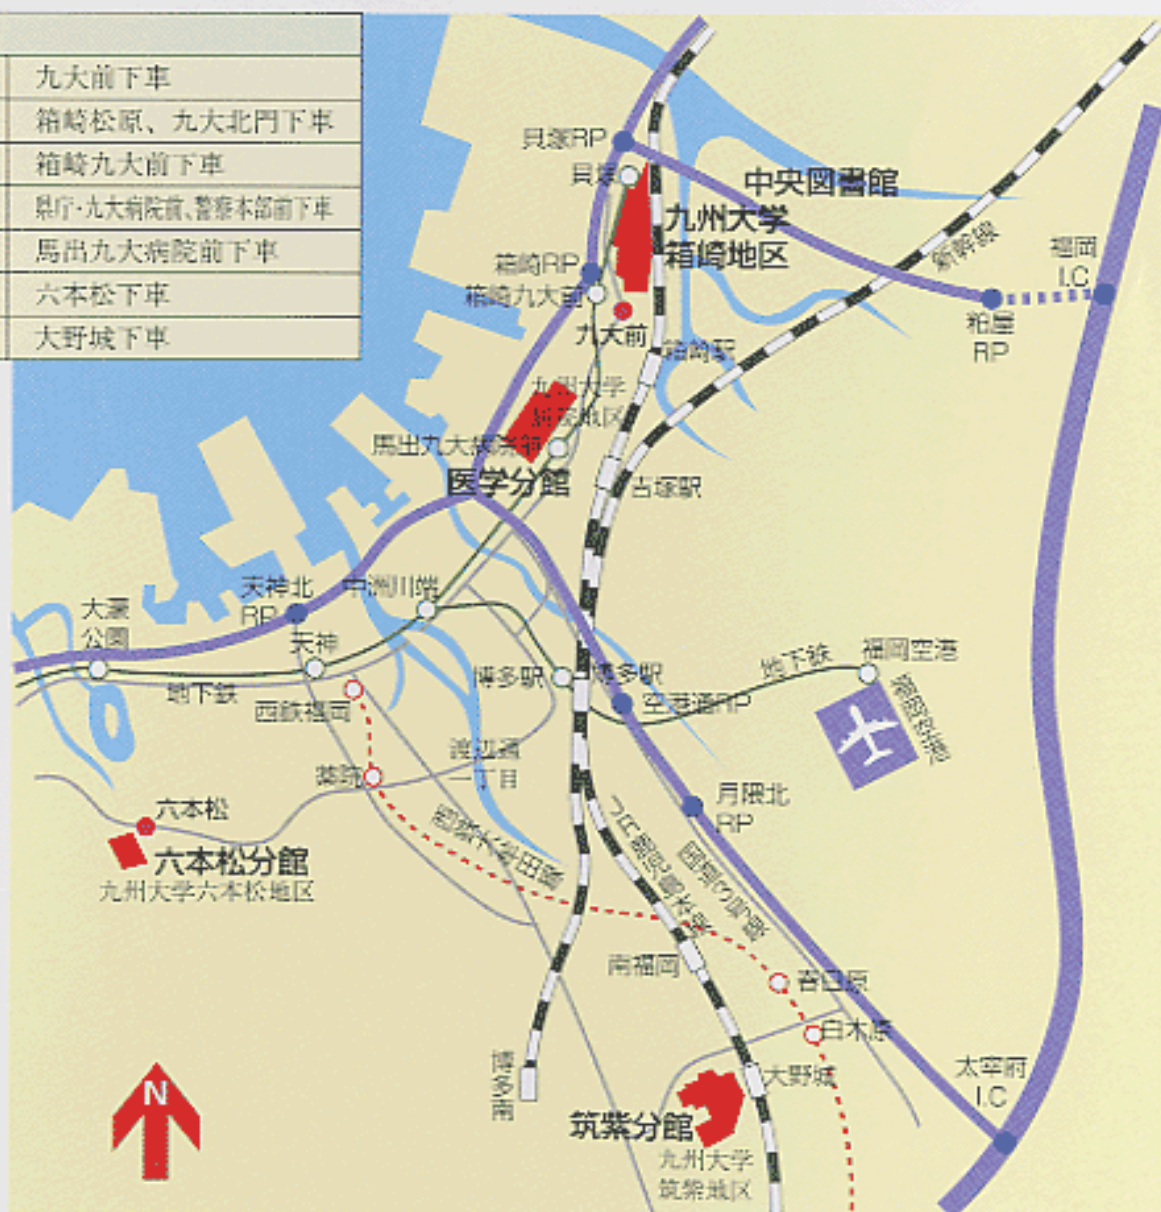 九大前下車
箱崎松原、九大北門下車
箱崎九大前下車
県庁・九大病院前、警察本部前下車
馬出九大病院前下車
六本松下車
大野城下車
貝塚RP
貝塚
中央図書館
九州大学
箱崎地区
新幹線
福岡
I.C
箱崎RP
箱崎九大前
粕屋
RP
九大前
箱崎駅
九州大学
病院地区
馬出九大病院前
医学分館
吉塚駅
天神北
RP
中洲川端
大濠
公園
天神
地下鉄
西鉄福岡
博多駅
博多駅
空港通RP
地下鉄
福岡空港
福岡空港
渡辺通
一丁目
薬院
月隈北
RP
六本松
六本松分館
九州大学六本松地区
西鉄大牟田線
JR鹿児島本線
国道3号線
南福岡
春日原
白木原
博多南
大野城
太宰府
I.C
筑紫分館
九州大学
筑紫地区
N